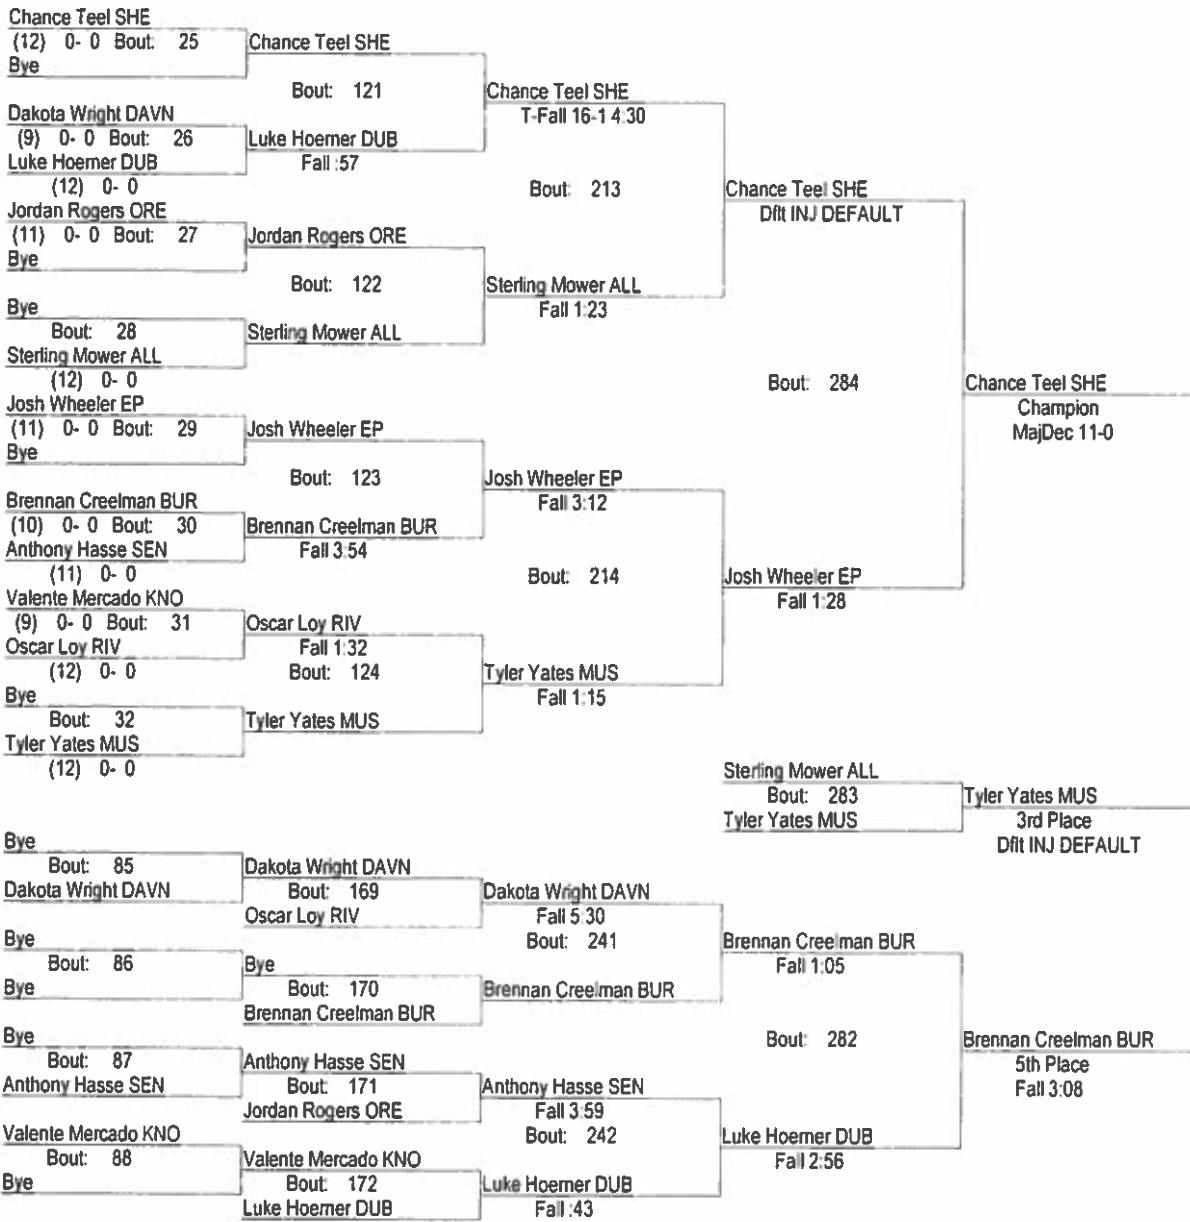 Chance Teel SHE
(12) 0- 0 Bout: 25
Bye
Chance Teel SHE
Bout: 121
Dakota Wright DAVN
(9) 0- 0 Bout: 26
Luke Hoerner DUB
(12) 0- 0
Luke Hoerner DUB
Fall :57
Chance Teel SHE
T-Fall 16-1 4:30
Bout: 213
Jordan Rogers ORE
(11) 0- 0 Bout: 27
Bye
Jordan Rogers ORE
Bout: 122
Bye
Bout: 28
Sterling Mower ALL
(12) 0- 0
Sterling Mower ALL
Sterling Mower ALL
Fall 1:23
Chance Teel SHE
Dflt INJ DEFAULT
Bout: 284
Josh Wheeler EP
(11) 0- 0 Bout: 29
Bye
Josh Wheeler EP
Bout: 123
Brennan Creelman BUR
(10) 0- 0 Bout: 30
Anthony Hasse SEN
(11) 0- 0
Brennan Creelman BUR
Fall 3:54
Josh Wheeler EP
Fall 3:12
Bout: 214
Valente Mercado KNO
(9) 0- 0 Bout: 31
Oscar Loy RIV
(12) 0- 0
Oscar Loy RIV
Fall 1:32
Bout: 124
Bye
Bout: 32
Tyler Yates MUS
(12) 0- 0
Tyler Yates MUS
Tyler Yates MUS
Fall 1:15
Josh Wheeler EP
Fall 1:28
Chance Teel SHE
Champion
MajDec 11-0
Sterling Mower ALL
Bout: 283
Tyler Yates MUS
Tyler Yates MUS
3rd Place
Dflt INJ DEFAULT
Bye
Bout: 85
Dakota Wright DAVN
Dakota Wright DAVN
Bout: 169
Oscar Loy RIV
Dakota Wright DAVN
Fall 5:30
Bout: 241
Bye
Bout: 86
Bye
Bye
Bout: 170
Brennan Creelman BUR
Brennan Creelman BUR
Brennan Creelman BUR
Fall 1:05
Bout: 282
Bye
Bout: 87
Anthony Hasse SEN
Anthony Hasse SEN
Bout: 171
Jordan Rogers ORE
Anthony Hasse SEN
Fall 3:59
Bout: 242
Valente Mercado KNO
Bout: 88
Bye
Valente Mercado KNO
Bout: 172
Luke Hoerner DUB
Luke Hoerner DUB
Fall :43
Luke Hoerner DUB
Fall 2:56
Brennan Creelman BUR
5th Place
Fall 3:08